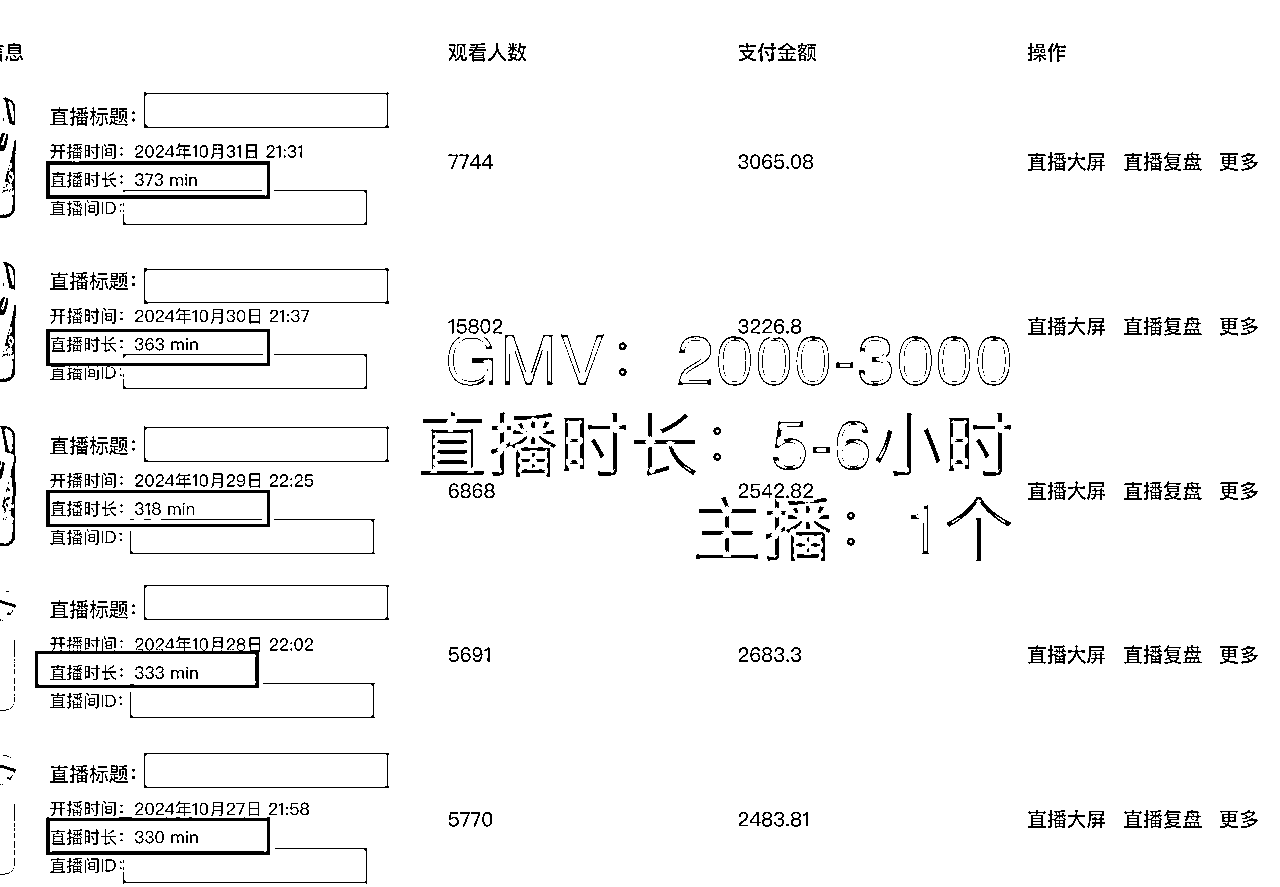 息 观看人数 支付金额 操作
直播标题：
开播时间：2024年10月31日 21:31
7744 3065.08 直播大屏 直播复盘 更多
直播时长：373 min
直播间ID：
直播标题：
开播时间：2024年10月30日 21:37
15802 3226.8 直播大屏 直播复盘 更多
直播时长：363 min
GMV：2000-3000
直播间ID：
直播时长：5-6小时
直播标题：
开播时间：2024年10月29日 22:25
6868 2542.82 直播大屏 直播复盘 更多
直播时长：318 min
主播：1个
直播间ID：
直播标题：
开播时间：2024年10月28日 22:02
5691 2683.3 直播大屏 直播复盘 更多
直播时长：333 min
直播间ID：
直播标题：
开播时间：2024年10月27日 21:58
5770 2483.81 直播大屏 直播复盘 更多
直播时长：330 min
直播间ID：